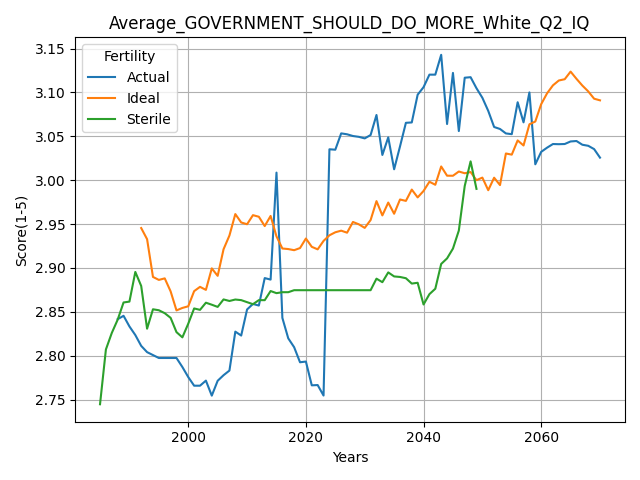 Average_GOVERNMENT_SHOULD_DO_MORE_White_Q2_IQ
Fertility
Actual
Ideal
Sterile
Score(1-5)
3.15
3.10
3.05
3.00
2.95
2.90
2.85
2.80
2.75
2000 2020 2040 2060
Years